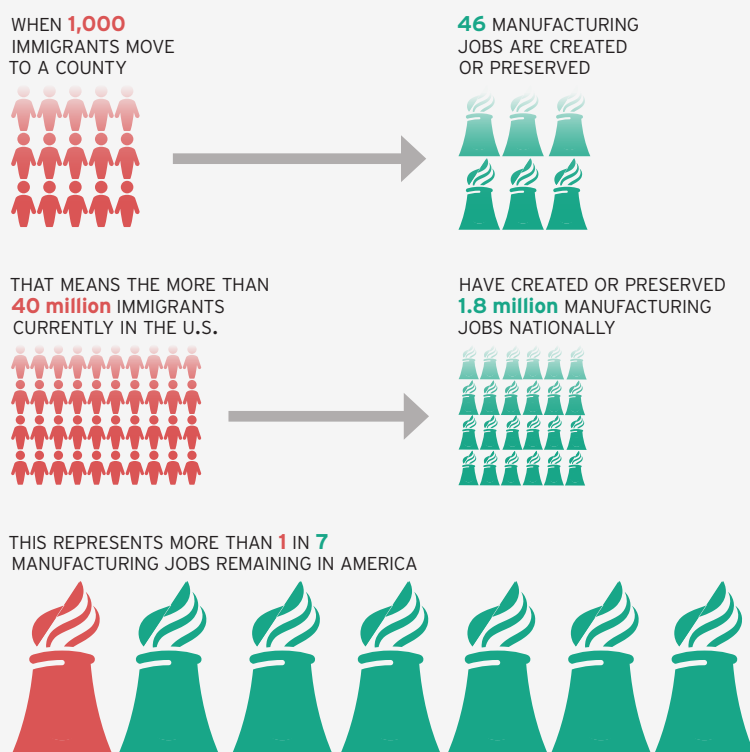 WHEN 1,000
IMMIGRANTS MOVE
TO A COUNTY
46 MANUFACTURING
JOBS ARE CREATED
OR PRESERVED
THAT MEANS THE MORE THAN
40 million IMMIGRANTS
CURRENTLY IN THE U.S.
HAVE CREATED OR PRESERVED
1.8 million MANUFACTURING
JOBS NATIONALLY
THIS REPRESENTS MORE THAN 1 IN 7
MANUFACTURING JOBS REMAINING IN AMERICA